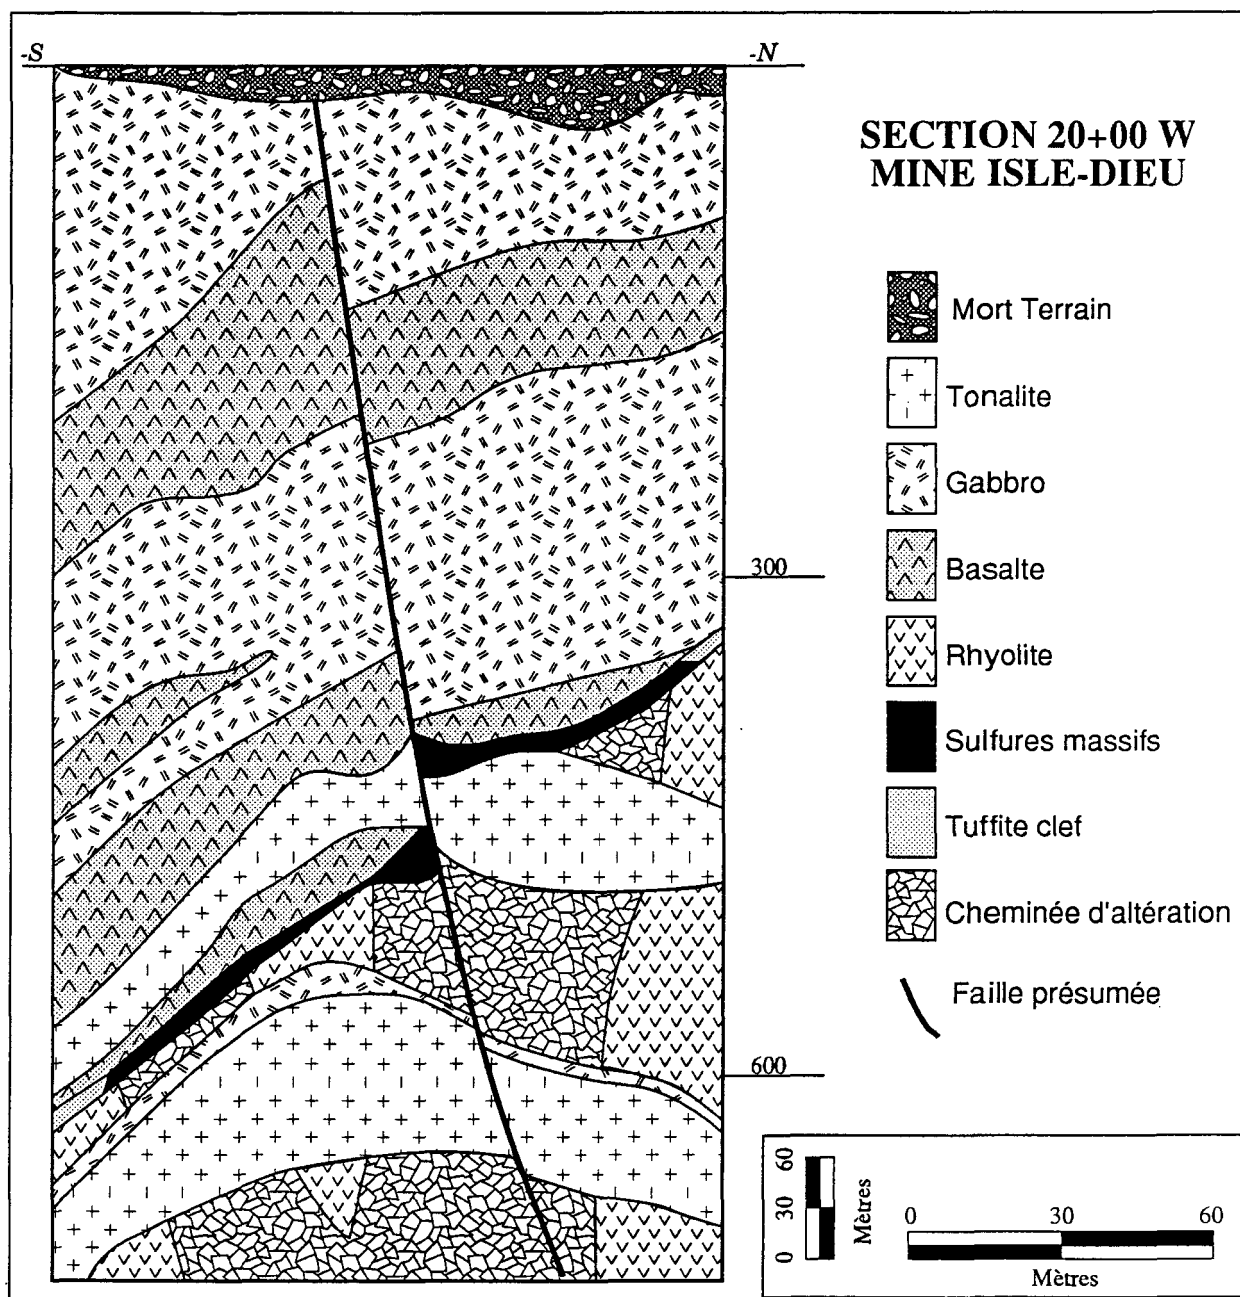 -S
-N
SECTION 20+00 W
MINE ISLE-DIEU
Mort Terrain
Tonalite
Gabbro
Basalte
Rhyolite
Sulfures massifs
Tuffite clef
Cheminée d'altération
Faille présumée
300
600
60
30
0
Mètres
0 30 60
Mètres